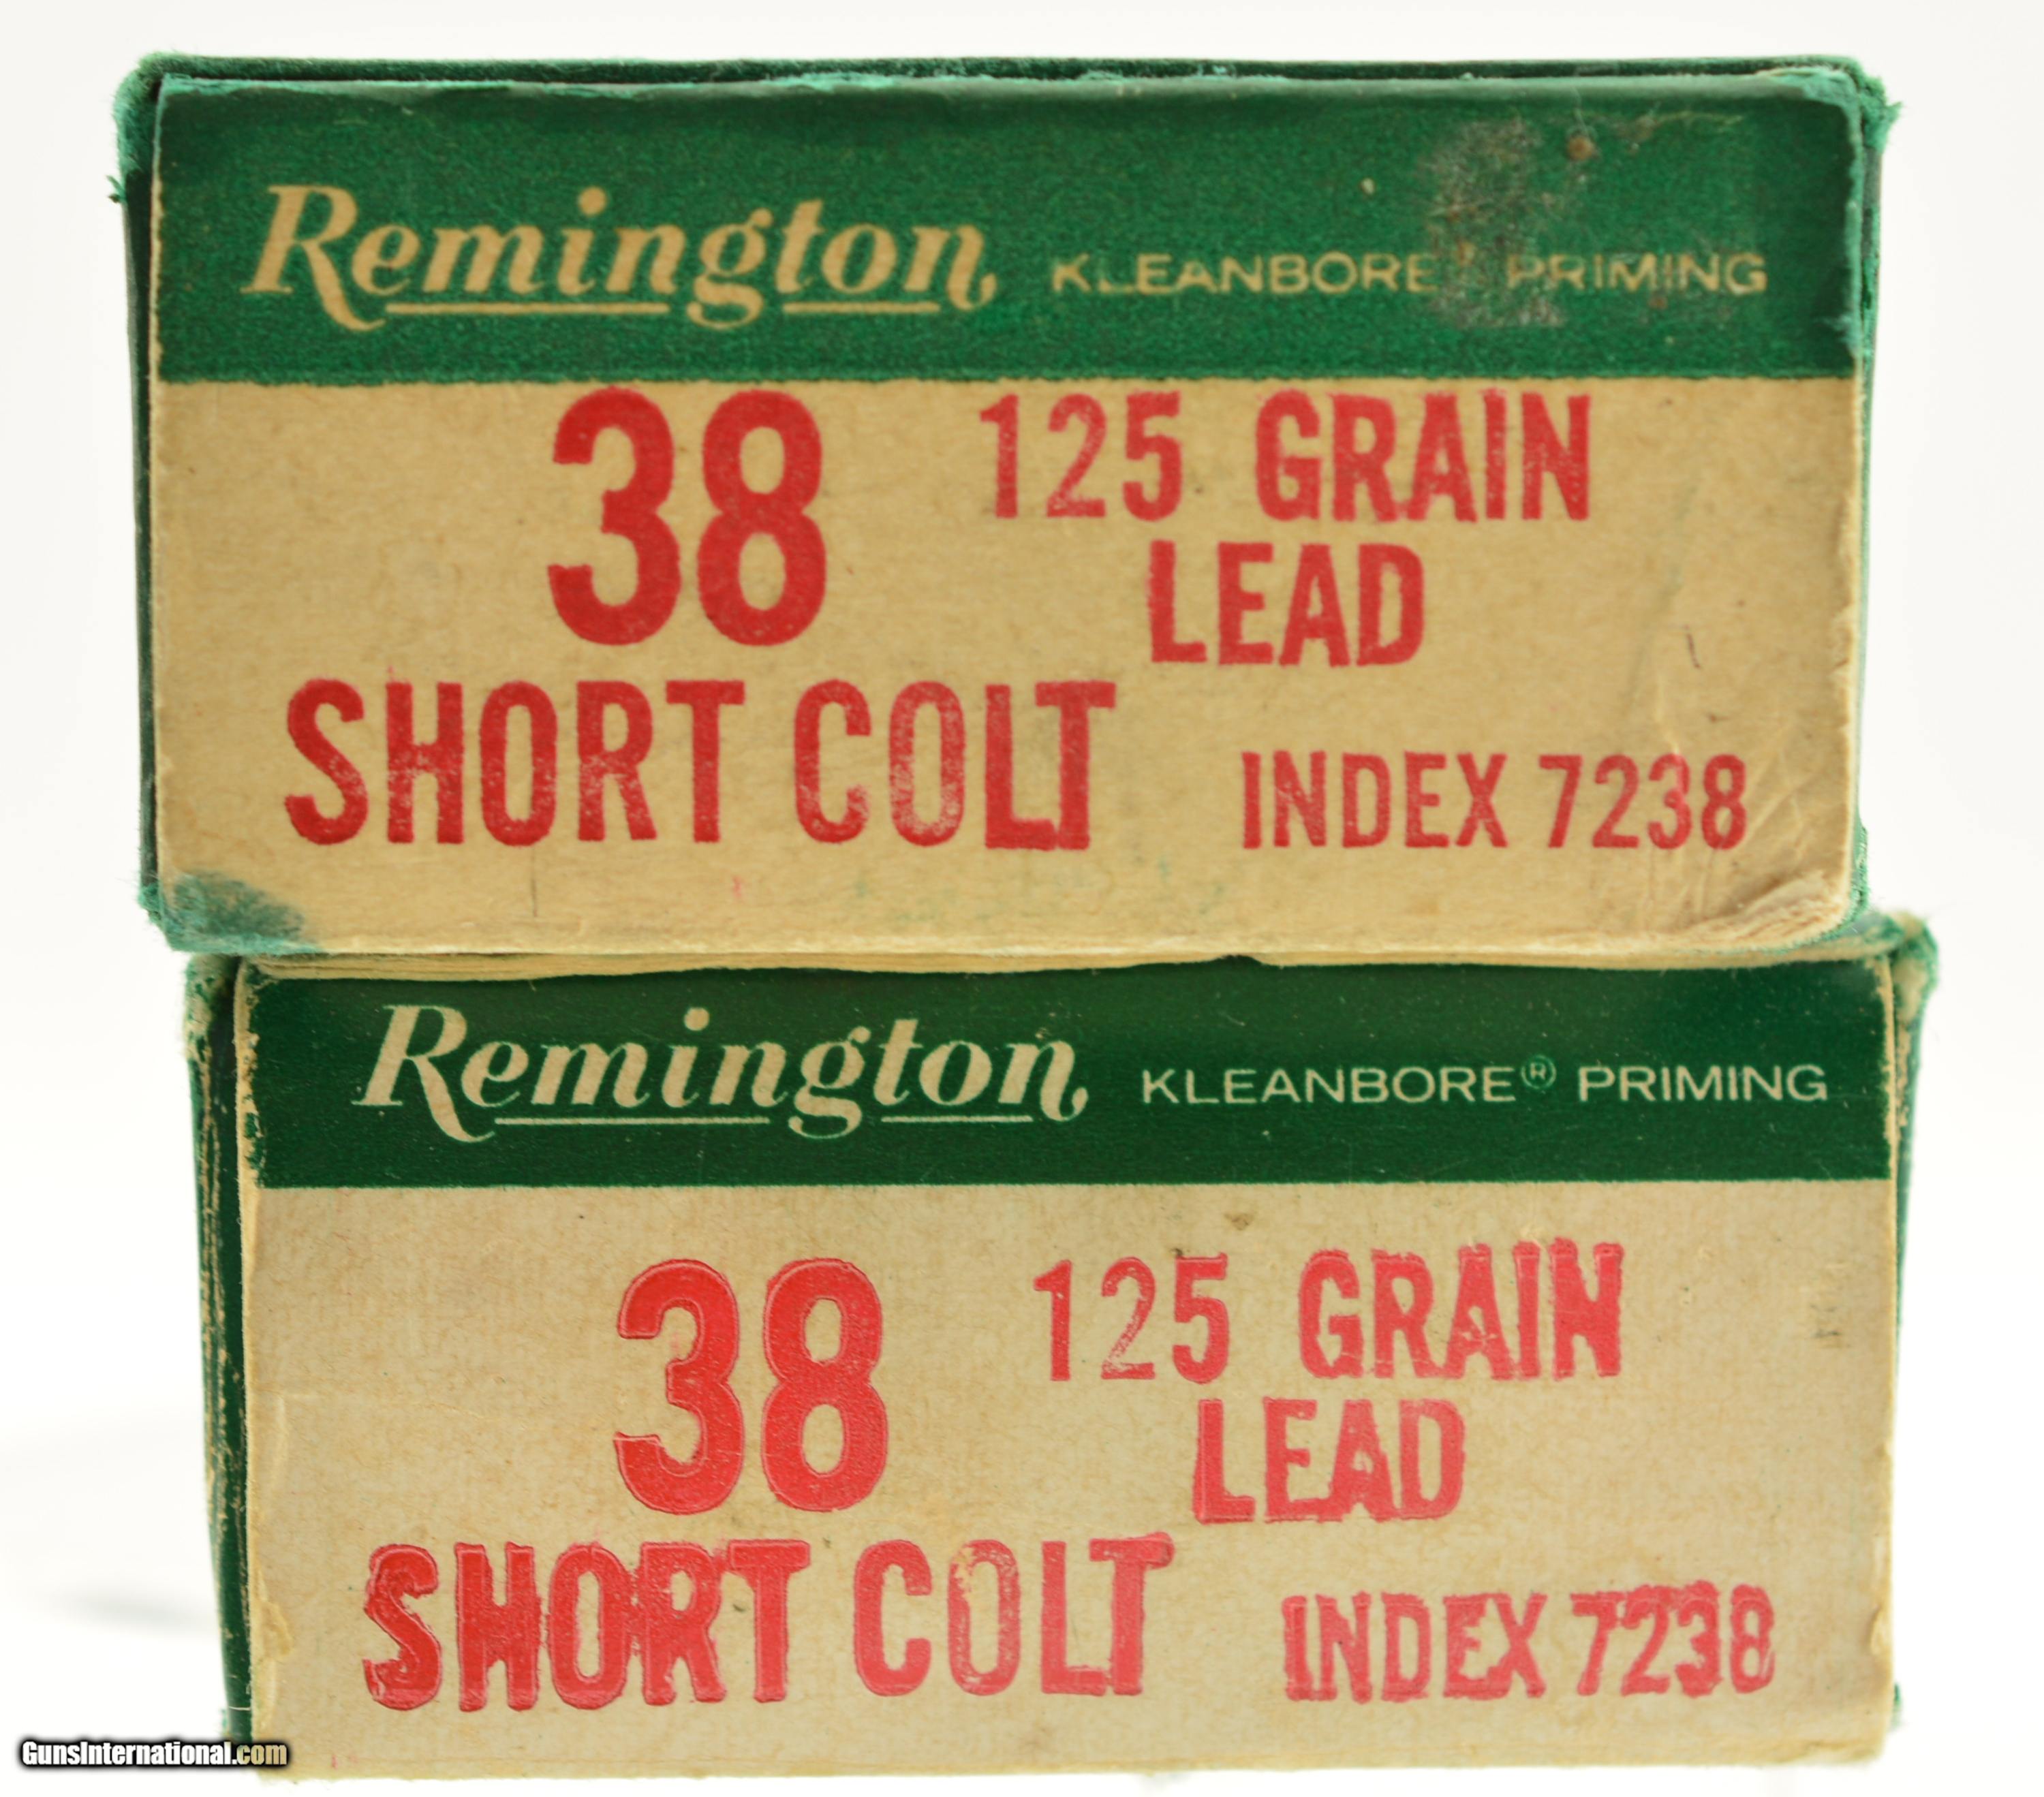 Remington KLEANBORE® PRIMING
38 125 GRAIN
LEAD
SHORT COLT INDEX 7238
Remington KLEANBORE® PRIMING
38 125 GRAIN
LEAD
SHORT COLT INDEX 7238
GunsInternational.com